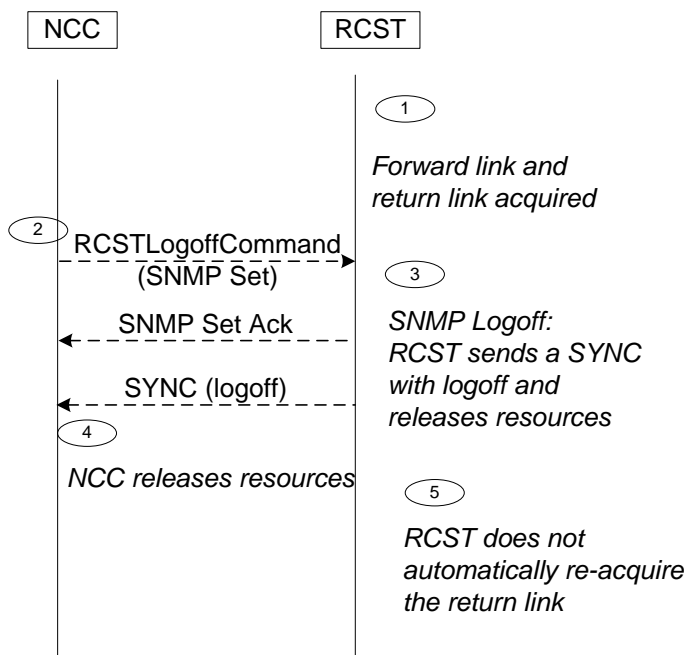 NCC
RCST
1
Forward link and
return link acquired
2
RCSTLogoffCommand
(SNMP Set)
3
SNMP Set Ack
SNMP Logoff:
RCST sends a SYNC
with logoff and
releases resources
SYNC (logoff)
4
NCC releases resources
5
RCST does not
automatically re-acquire
the return link